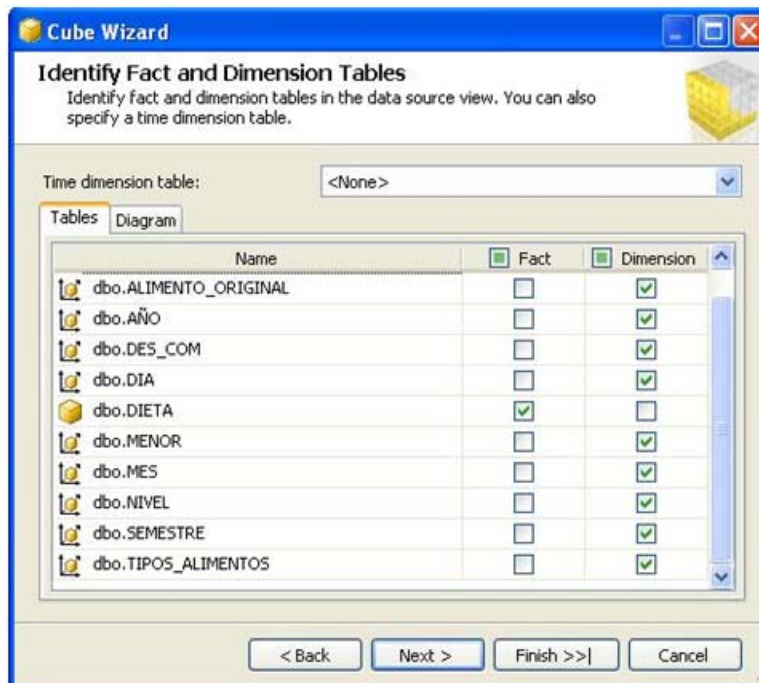 Cube Wizard
Identify Fact and Dimension Tables
Identify fact and dimension tables in the data source view. You can also
specify a time dimension table.
Time dimension table: <None>
Tables Diagram
Name Fact Dimension
dbo.ALIMENTO_ORIGINAL
dbo.AÑO
dbo.DES_COM
dbo.DIA
dbo.DIETA
dbo.MENOR
dbo.MES
dbo.NIVEL
dbo.SEMESTRE
dbo.TIPOS_ALIMENTOS
< Back Next > Finish >>| Cancel